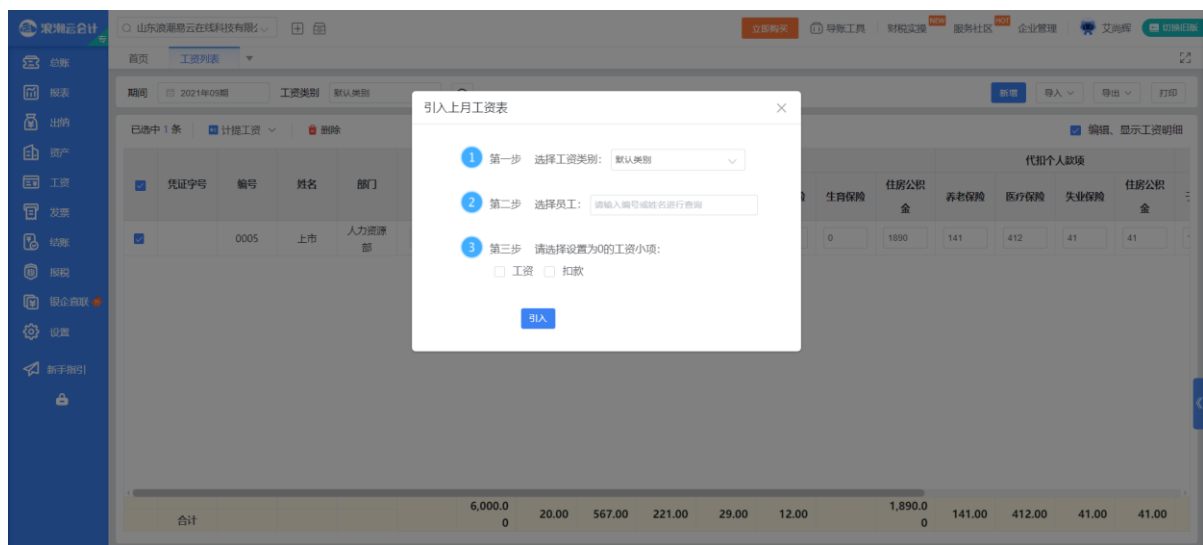 浪潮云会计
专
山东浪潮易云在线科技有限公
立即购买
导账工具
财税实操
NEW
服务社区
HOT
企业管理
艾尚辉
切换旧版
总账
首页
工资列表
报表
期间
2021年09期
工资类别
默认类别
新增
导入
导出
打印
引入上月工资表
出纳
已选中 1 条
计提工资
删除
编辑、显示工资明细
资产
1 第一步 选择工资类别:
默认类别
代扣个人款项
工资
凭证字号
编号
姓名
部门
生育保险
住房公积金
养老保险
医疗保险
失业保险
住房公积金
2 第二步 选择员工:
请输入编号或姓名进行查询
发票
结账
0005
上市
人力资源部
0
1890
141
412
41
41
3 第三步 请选择设置为0的工资小项:
工资
扣款
报税
银企直联
引入
设置
新手指引
合计
6,000.00
20.00
567.00
221.00
29.00
12.00
1,890.00
141.00
412.00
41.00
41.00